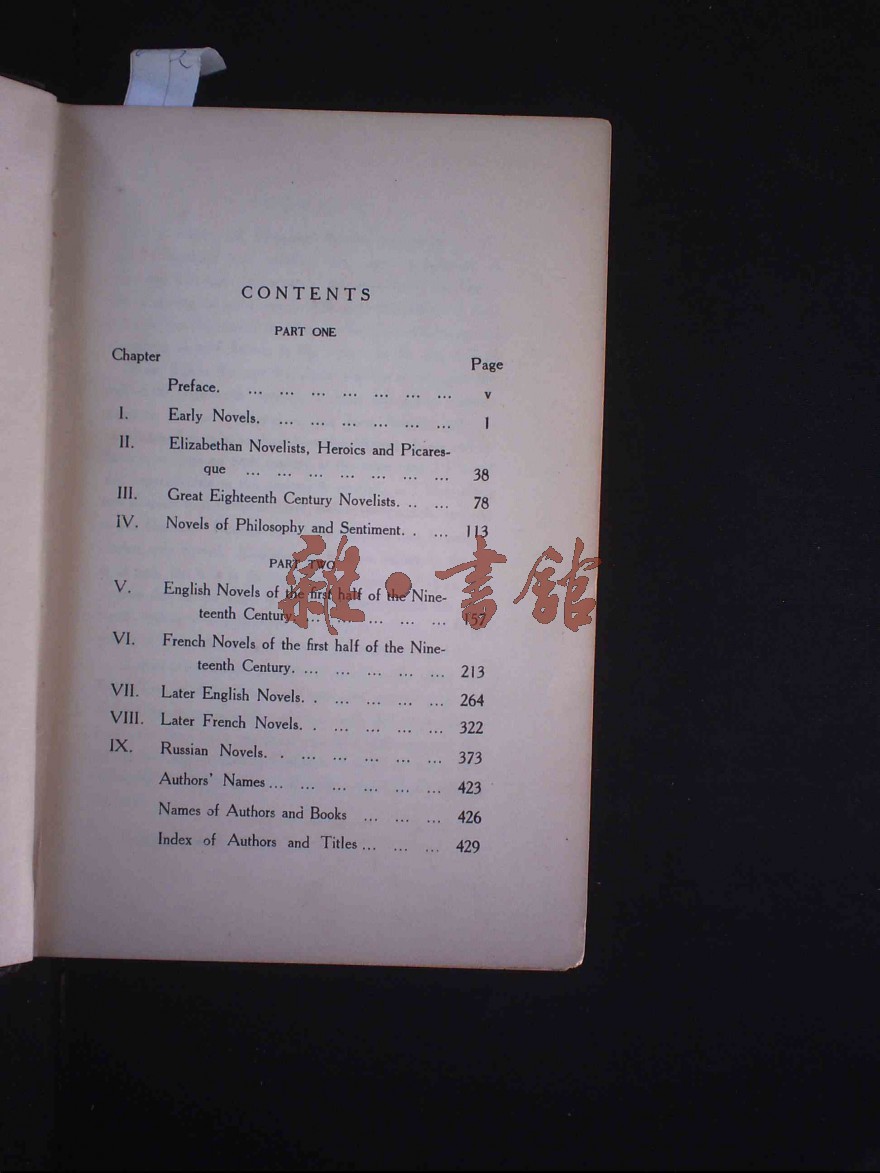 CONTENTS
PART ONE
Chapter Page
Preface. ... ... ... ... ... ... ... v
I. Early Novels. ... ... ... ... ... ... 1
II. Elizabethan Novelists, Heroics and Picares-
que ... ... ... ... ... ... ... 38
III. Great Eighteenth Century Novelists. .. ... 78
IV. Novels of Philosophy and Sentiment. . ... 113
PART TWO
V. English Novels of the first half of the Nine-
teenth Century. ... ... ... ... ... 157
雜·書館
VI. French Novels of the first half of the Nine-
teenth Century. ... ... ... ... ... 213
VII. Later English Novels. . ... ... ... ... 264
VIII. Later French Novels. . ... ... ... ... 322
IX. Russian Novels. . ... ... ... ... ... 373
Authors' Names ... ... ... ... ... ... 423
Names of Authors and Books ... ... ... 426
Index of Authors and Titles ... ... ... 429